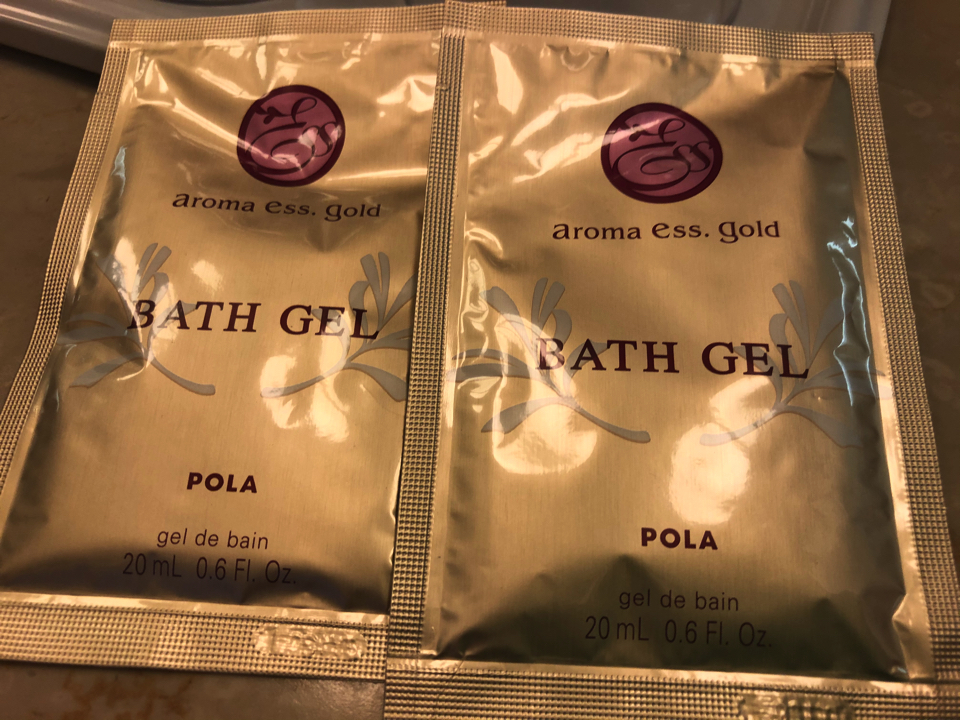 Ess
aroma ess. gold
BATH GEL
POLA
gel de bain
20 mL 0.6 Fl. Oz.
Ess
aroma ess. gold
BATH GEL
POLA
gel de bain
20 mL 0.6 Fl. Oz.